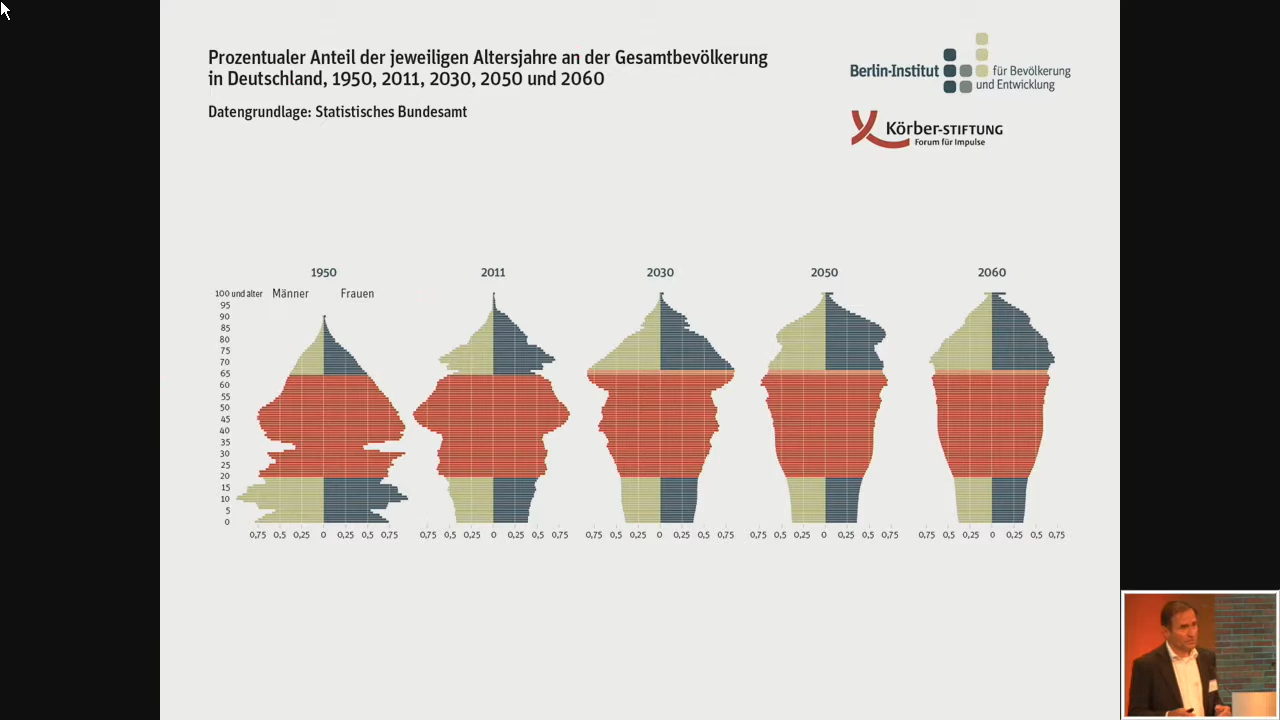 Prozentualer Anteil der jeweiligen Altersjahre an der Gesamtbevölkerung
in Deutschland, 1950, 2011, 2030, 2050 und 2060
Datengrundlage: Statistisches Bundesamt
Berlin-Institut für Bevölkerung
und Entwicklung
Körber-STIFTUNG
Forum für Impulse
1950 2011 2030 2050 2060
100 und älter Männer Frauen
95
90
85
80
75
70
65
60
55
50
45
40
35
30
25
20
15
10
5
0
0,75 0,5 0,25 0 0,25 0,5 0,75 0,75 0,5 0,25 0 0,25 0,5 0,75 0,75 0,5 0,25 0 0,25 0,5 0,75 0,75 0,5 0,25 0 0,25 0,5 0,75 0,75 0,5 0,25 0 0,25 0,5 0,75